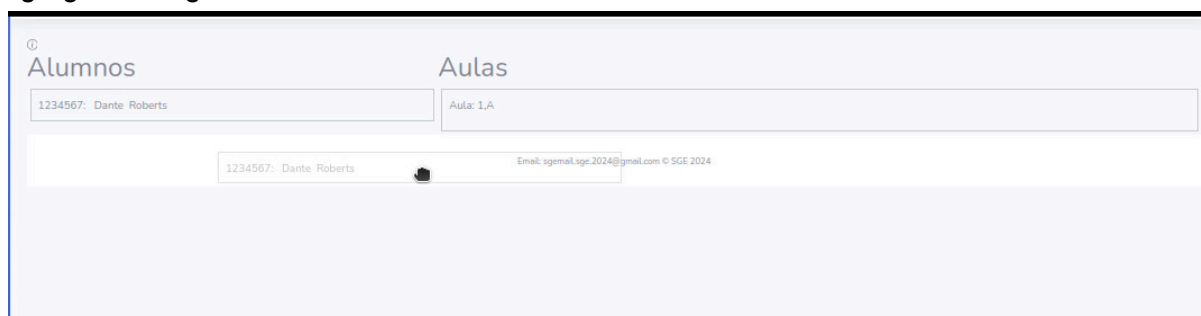 Alumnos
Aulas
1234567: Dante Roberts
Aula: 1,A
Email: sgemail.sge.2024@gmail.com © SGE 2024
1234567: Dante Roberts